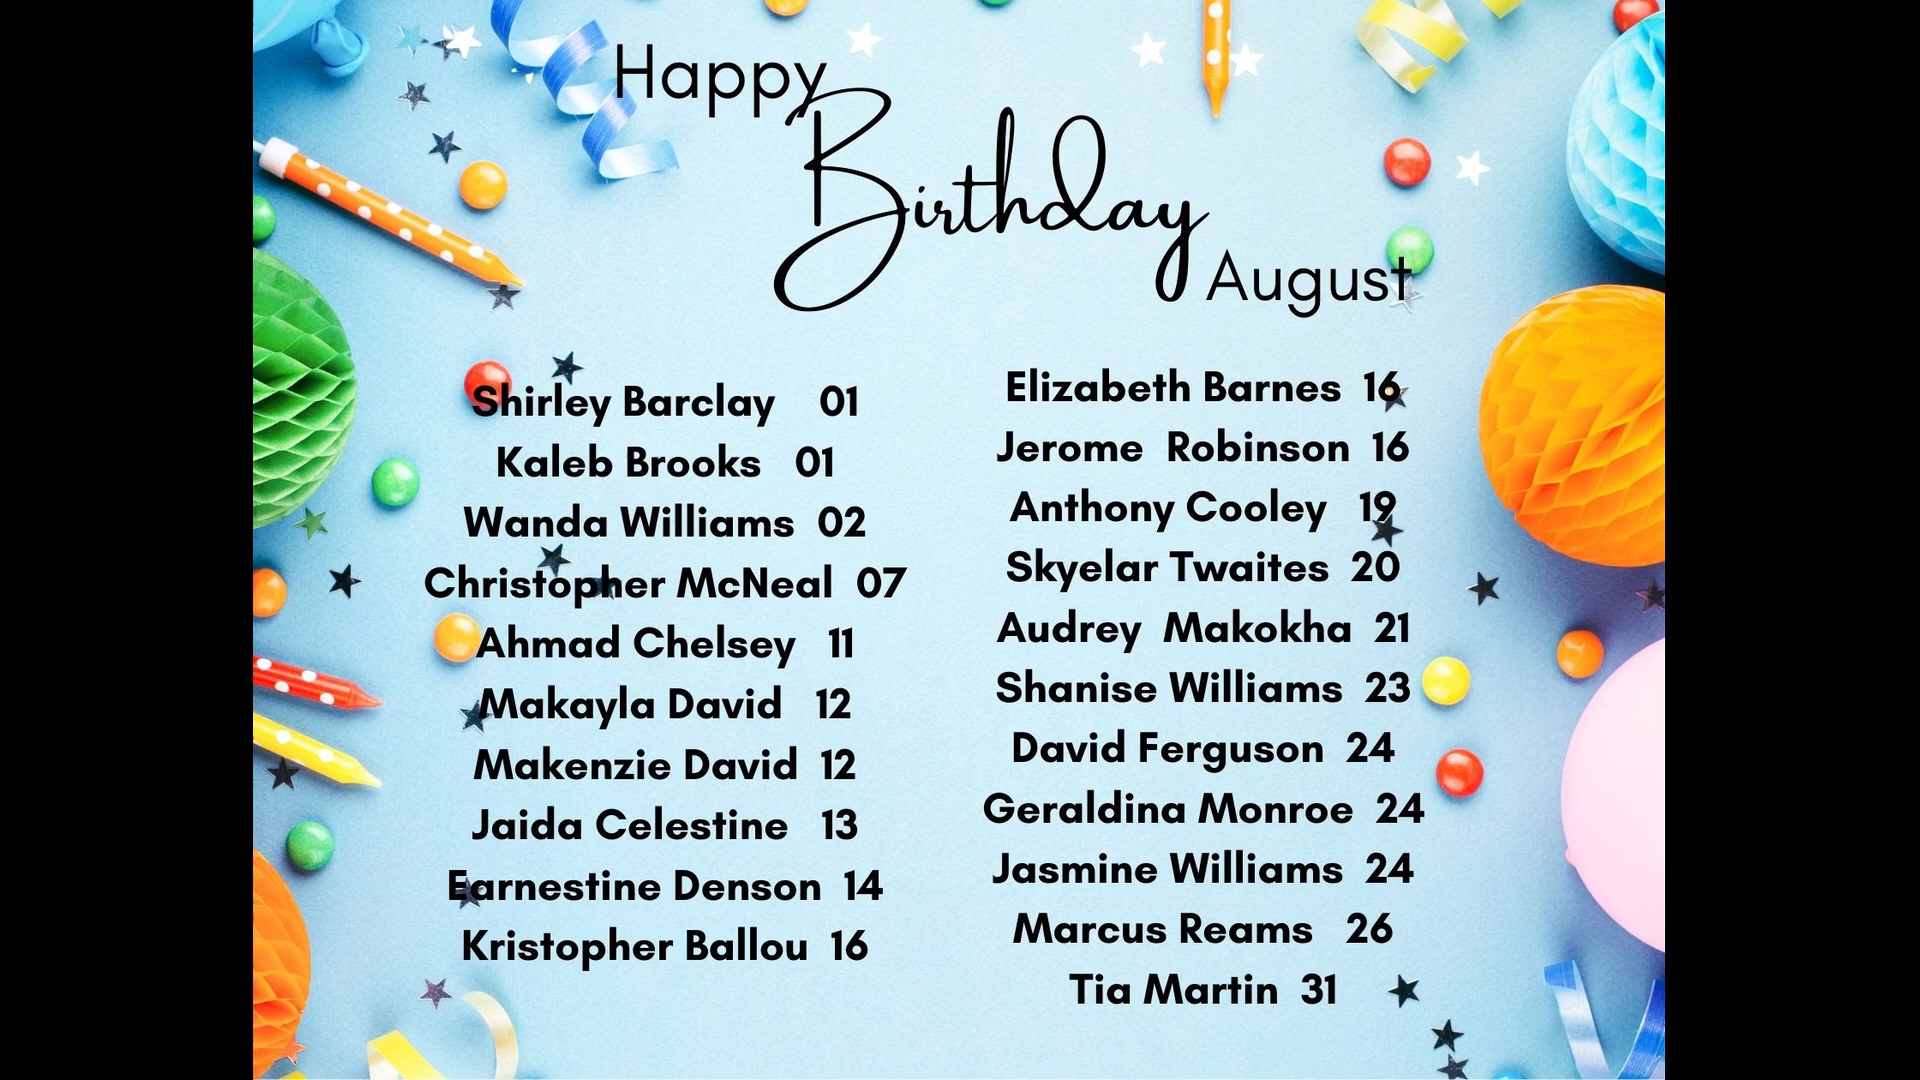 Happy
Birthday
August
Shirley Barclay 01
Kaleb Brooks 01
Wanda Williams 02
Christopher McNeal 07
Ahmad Chelsey 11
Makayla David 12
Makenzie David 12
Jaida Celestine 13
Earnestine Denson 14
Kristopher Ballou 16
Elizabeth Barnes 16
Jerome Robinson 16
Anthony Cooley 19
Skyelar Twaites 20
Audrey Makokha 21
Shanise Williams 23
David Ferguson 24
Geraldina Monroe 24
Jasmine Williams 24
Marcus Reams 26
Tia Martin 31